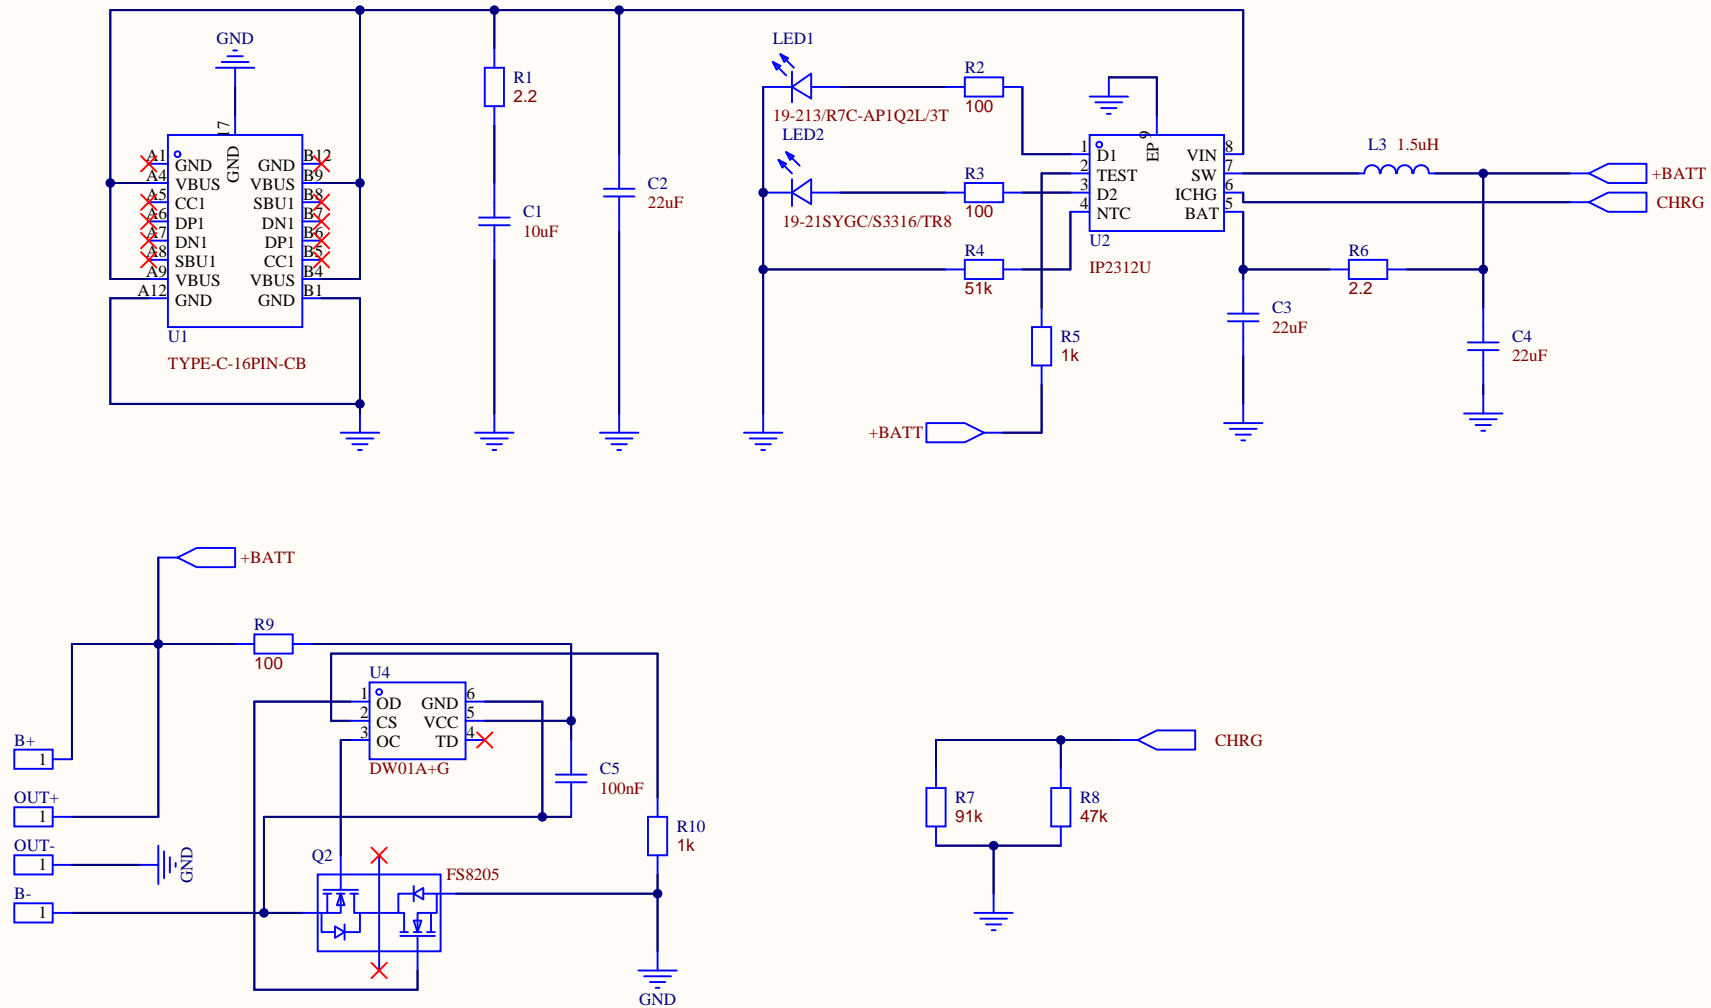 GND
17
GND
A1
GND
GND
B12
A4
VBUS
VBUS
B9
A5
CC1
SBU1
B8
A6
DP1
DN1
B7
A7
DN1
DP1
B6
A8
SBU1
CC1
B5
A9
VBUS
VBUS
B4
A12
GND
GND
B1
U1
TYPE-C-16PIN-CB
R1
2.2
C1
10uF
C2
22uF
LED1
19-213/R7C-AP1Q2L/3T
LED2
19-21SYGC/S3316/TR8
R2
100
R3
100
R4
51k
R5
1k
+BATT
9
EP
1
D1
VIN
8
2
TEST
SW
7
3
D2
ICHG
6
4
NTC
BAT
5
U2
IP2312U
L3 1.5uH
+BATT
CHRG
R6
2.2
C3
22uF
C4
22uF
+BATT
R9
100
U4
1
OD
GND
6
2
CS
VCC
5
3
OC
TD
4
DW01A+G
C5
100nF
B+
1
OUT+
1
OUT-
1
GND
B-
1
Q2
FS8205
R10
1k
GND
CHRG
R7
91k
R8
47k